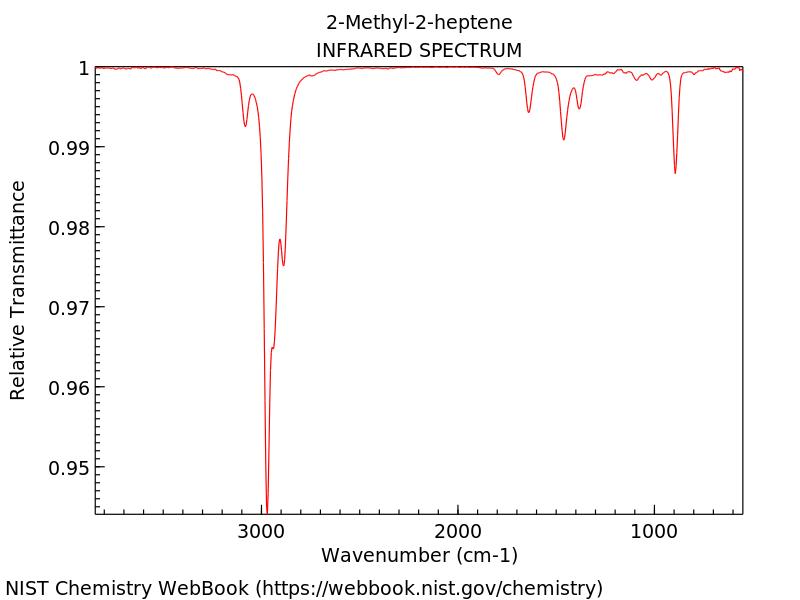 2-Methyl-2-heptene
INFRARED SPECTRUM
1
0.99
0.98
0.97
0.96
0.95
Relative Transmittance
3000 2000 1000
Wavenumber (cm-1)
NIST Chemistry WebBook (https://webbook.nist.gov/chemistry)